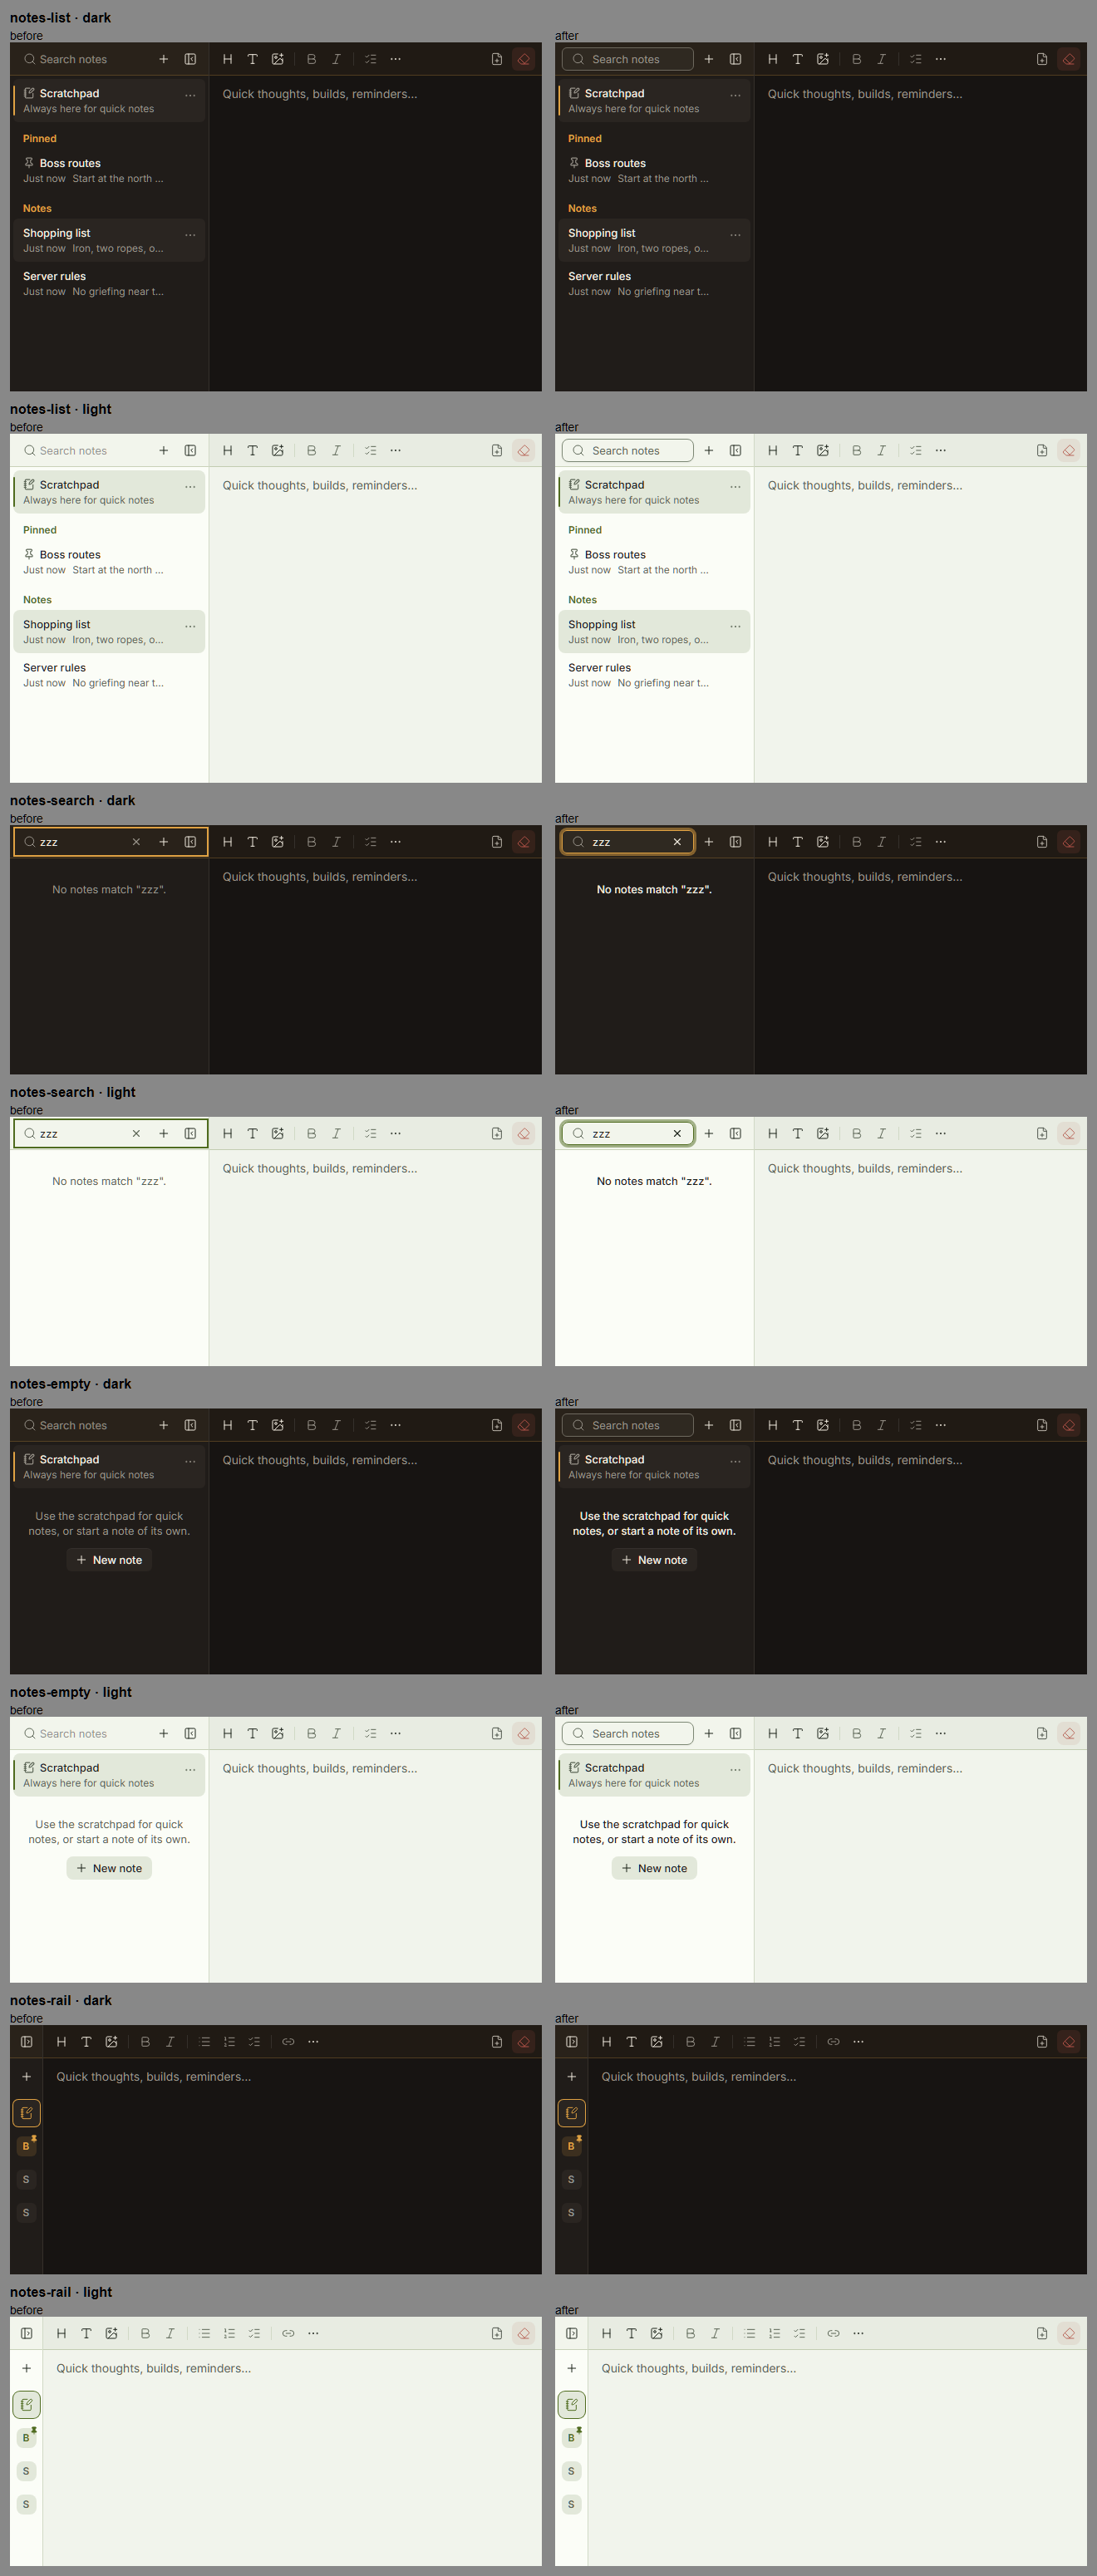 notes-list · dark
before
after
Search notes
H T B I
Search notes
H T B I
Scratchpad
Always here for quick notes
Quick thoughts, builds, reminders...
Scratchpad
Always here for quick notes
Quick thoughts, builds, reminders...
Pinned
Pinned
Boss routes
Just now Start at the north ...
Boss routes
Just now Start at the north ...
Notes
Notes
Shopping list
Just now Iron, two ropes, o...
Shopping list
Just now Iron, two ropes, o...
Server rules
Just now No griefing near t...
Server rules
Just now No griefing near t...
notes-list · light
before
after
Search notes
H T B I
Search notes
H T B I
Scratchpad
Always here for quick notes
Quick thoughts, builds, reminders...
Scratchpad
Always here for quick notes
Quick thoughts, builds, reminders...
Pinned
Pinned
Boss routes
Just now Start at the north ...
Boss routes
Just now Start at the north ...
Notes
Notes
Shopping list
Just now Iron, two ropes, o...
Shopping list
Just now Iron, two ropes, o...
Server rules
Just now No griefing near t...
Server rules
Just now No griefing near t...
notes-search · dark
before
after
zzz
H T B I
zzz
H T B I
No notes match "zzz".
Quick thoughts, builds, reminders...
No notes match "zzz".
Quick thoughts, builds, reminders...
notes-search · light
before
after
zzz
H T B I
zzz
H T B I
No notes match "zzz".
Quick thoughts, builds, reminders...
No notes match "zzz".
Quick thoughts, builds, reminders...
notes-empty · dark
before
after
Search notes
H T B I
Search notes
H T B I
Scratchpad
Always here for quick notes
Quick thoughts, builds, reminders...
Scratchpad
Always here for quick notes
Quick thoughts, builds, reminders...
Use the scratchpad for quick
notes, or start a note of its own.
Use the scratchpad for quick
notes, or start a note of its own.
New note
New note
notes-empty · light
before
after
Search notes
H T B I
Search notes
H T B I
Scratchpad
Always here for quick notes
Quick thoughts, builds, reminders...
Scratchpad
Always here for quick notes
Quick thoughts, builds, reminders...
Use the scratchpad for quick
notes, or start a note of its own.
Use the scratchpad for quick
notes, or start a note of its own.
New note
New note
notes-rail · dark
before
after
H T B I
H T B I
Quick thoughts, builds, reminders...
Quick thoughts, builds, reminders...
B
B
S
S
S
S
notes-rail · light
before
after
H T B I
H T B I
Quick thoughts, builds, reminders...
Quick thoughts, builds, reminders...
B
B
S
S
S
S